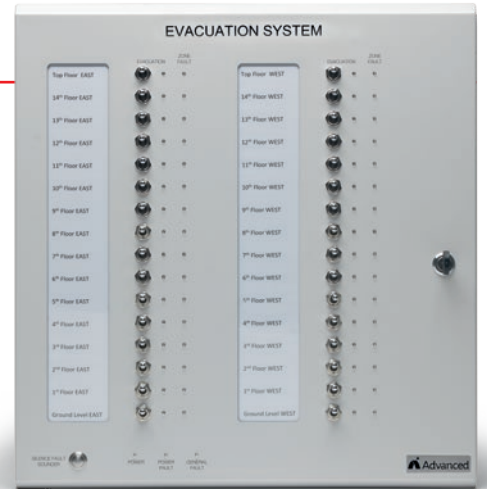 EVACUATION SYSTEM
EVACUATION
ZONE
FAULT
EVACUATION
ZONE
FAULT
Top Floor EAST
Top Floor WEST
14th Floor EAST
14th Floor WEST
13th Floor EAST
13th Floor WEST
12th Floor EAST
12th Floor WEST
11th Floor EAST
11th Floor WEST
10th Floor EAST
10th Floor WEST
9th Floor EAST
9th Floor WEST
8th Floor EAST
8th Floor WEST
7th Floor EAST
7th Floor WEST
6th Floor EAST
6th Floor WEST
5th Floor EAST
5th Floor WEST
4th Floor EAST
4th Floor WEST
3rd Floor EAST
3rd Floor WEST
2nd Floor EAST
2nd Floor WEST
1st Floor EAST
1st Floor WEST
Ground Level EAST
Ground Level WEST
SILENCE FAULT
SOUNDER
POWER
POWER
FAULT
GENERAL
FAULT
Advanced